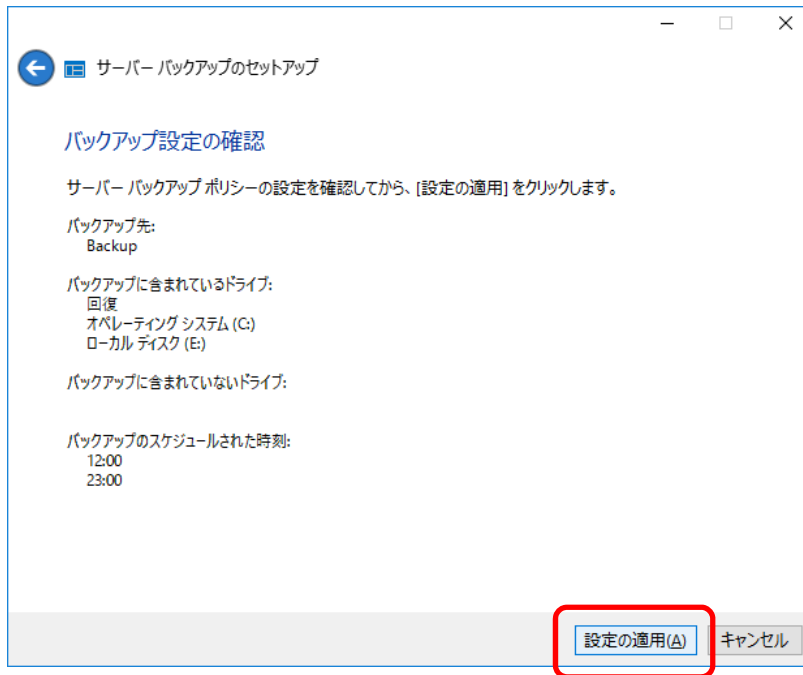 サーバー バックアップのセットアップ
バックアップ設定の確認
サーバー バックアップ ポリシーの設定を確認してから、[設定の適用] をクリックします。
バックアップ先:
Backup
バックアップに含まれているドライブ:
回復
オペレーティング システム (C:)
ローカル ディスク (E:)
バックアップに含まれていないドライブ:
バックアップのスケジュールされた時刻:
12:00
23:00
設定の適用(A) キャンセル